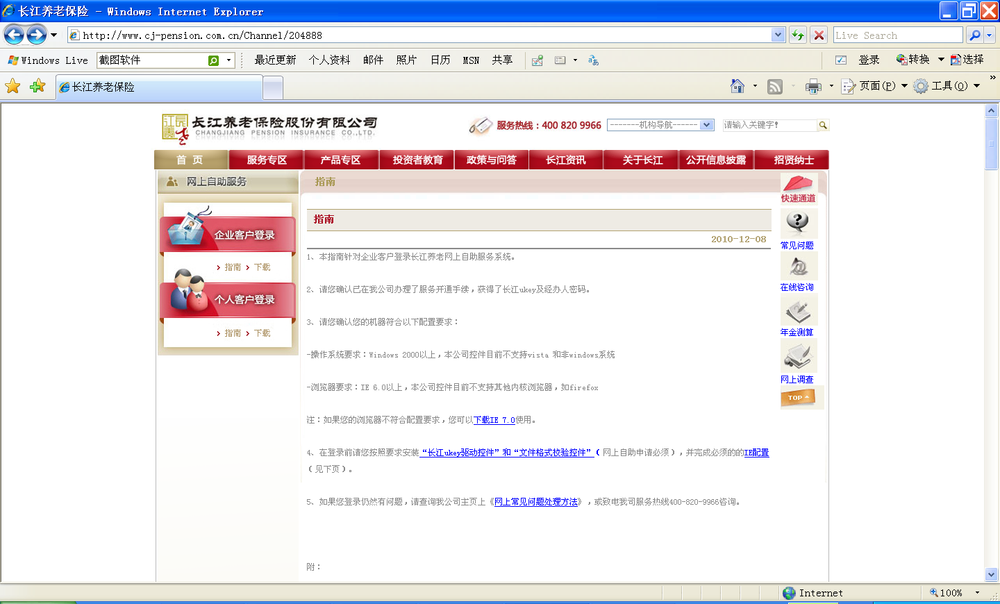 长江养老保险 - Windows Internet Explorer
http://www.cj-pension.com.cn/Channel/204888
Live Search
Windows Live 截图软件 最近更新 个人资料 邮件 照片 日历 MSN 共享 登录 转换 选择
长江养老保险 页面(P) 工具(O) »
长江养老保险股份有限公司
CHANGJIANG PENSION INSURANCE CO.,LTD.
服务热线：400 820 9966 -------机构导航------ 请输入关键字!
首 页 服务专区 产品专区 投资者教育 政策与问答 长江资讯 关于长江 公开信息披露 招贤纳士
网上自助服务
企业客户登录
指南 下载
个人客户登录
指南 下载
指南
指南
2010-12-08
1、本指南针对企业客户登录长江养老网上自助服务系统。
2、请您确认已在我公司办理了服务开通手续，获得了长江ukey及经办人密码。
3、请您确认您的机器符合以下配置要求：
-操作系统要求：Windows 2000以上，本公司控件目前不支持vista 和非windows系统
-浏览器要求：IE 6.0以上，本公司控件目前不支持其他内核浏览器，如firefox
注：如果您的浏览器不符合配置要求，您可以下载IE 7.0使用。
4、在登录前请您按照要求安装“长江ukey驱动控件”和“文件格式校验控件”（网上自助申请必须），并完成必须的的IE配置
（见下页）。
5、如果您登录仍然有问题，请查询我公司主页上《网上常见问题处理方法》，或致电我司服务热线400-820-9966咨询。
附：
快速通道
常见问题
在线咨询
年金测算
网上调查
TOP
Internet 100%